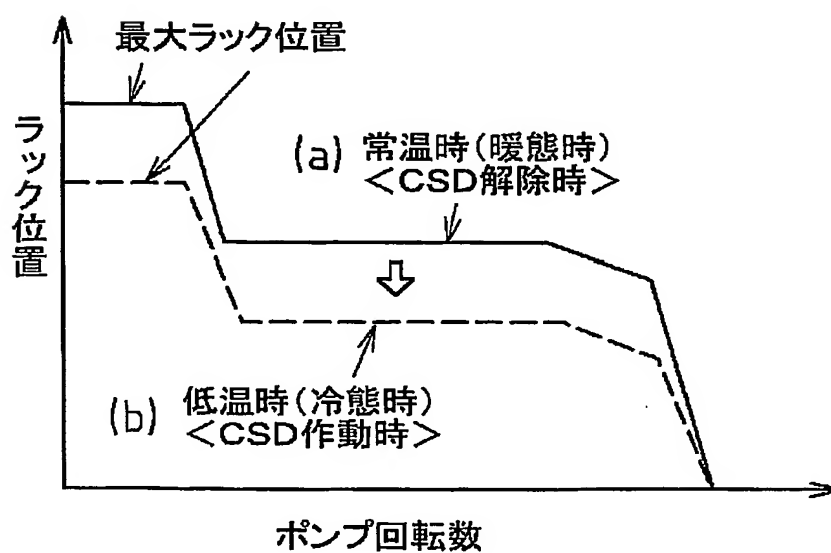 最大ラック位置
ラック位置
(a) 常温時(暖態時)
<CSD解除時>
(b) 低温時(冷態時)
<CSD作動時>
ポンプ回転数